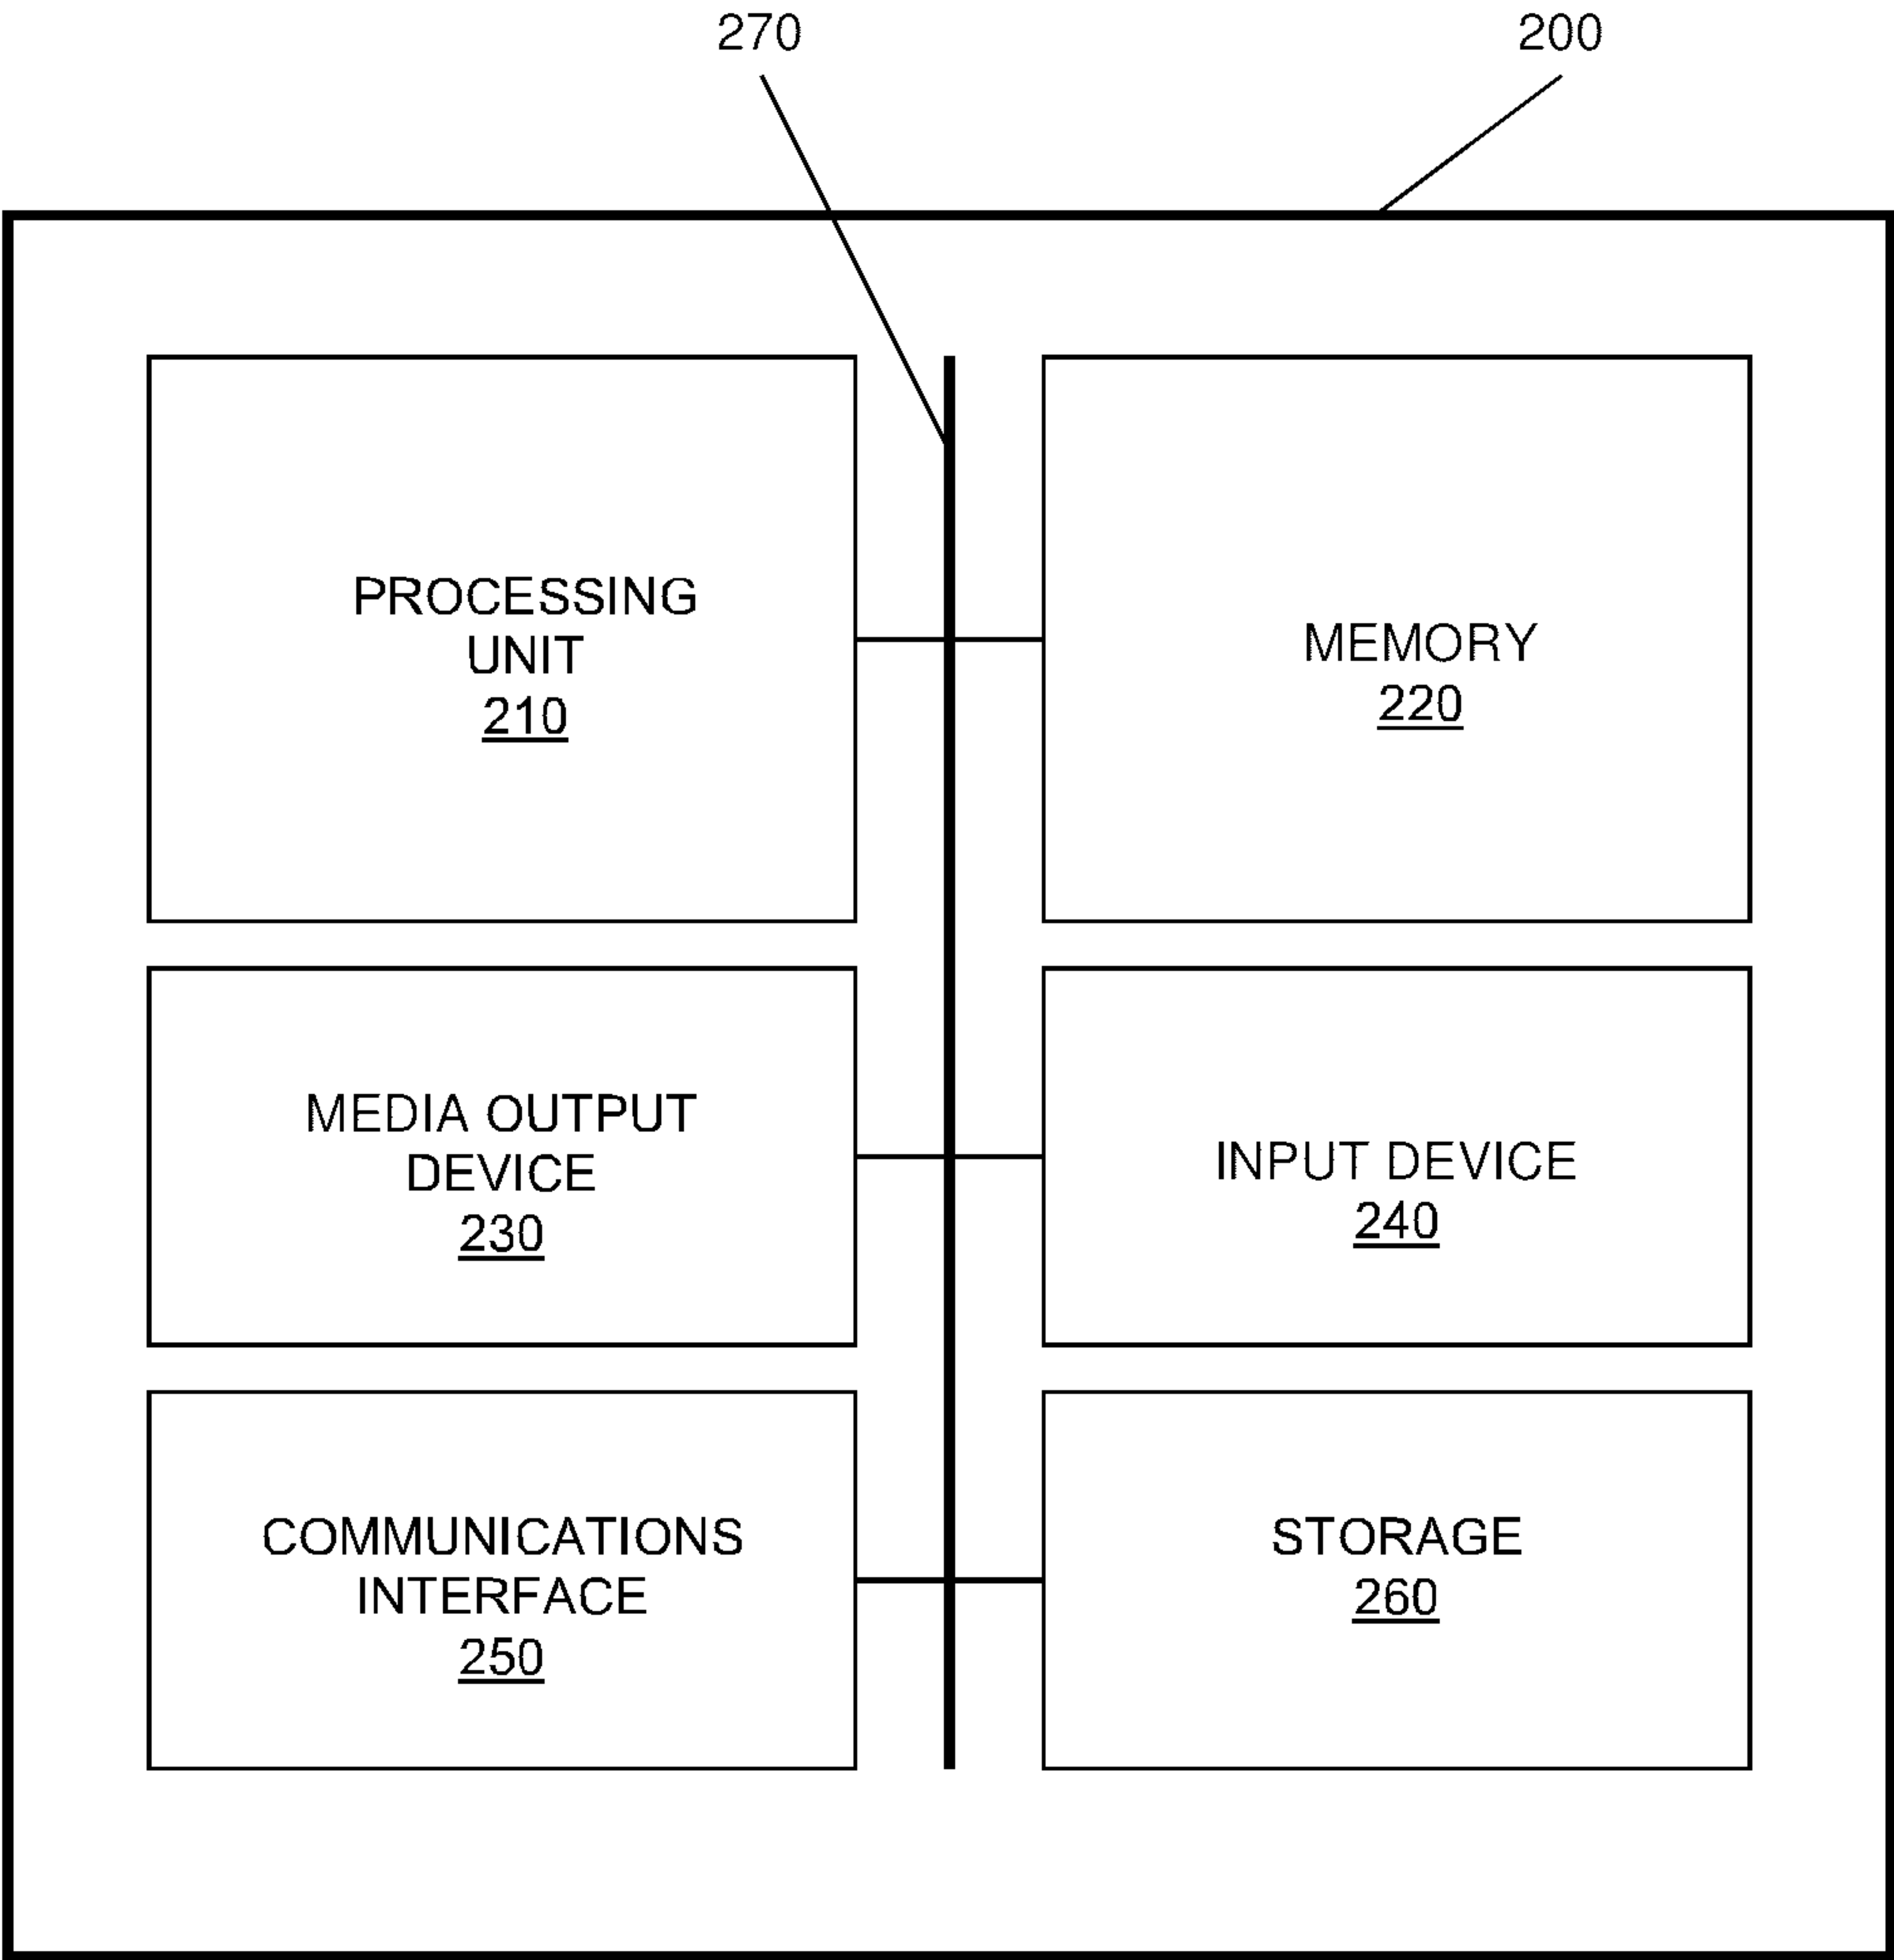 270
200
PROCESSING
UNIT
210
MEMORY
220
MEDIA OUTPUT
DEVICE
230
INPUT DEVICE
240
COMMUNICATIONS
INTERFACE
250
STORAGE
260